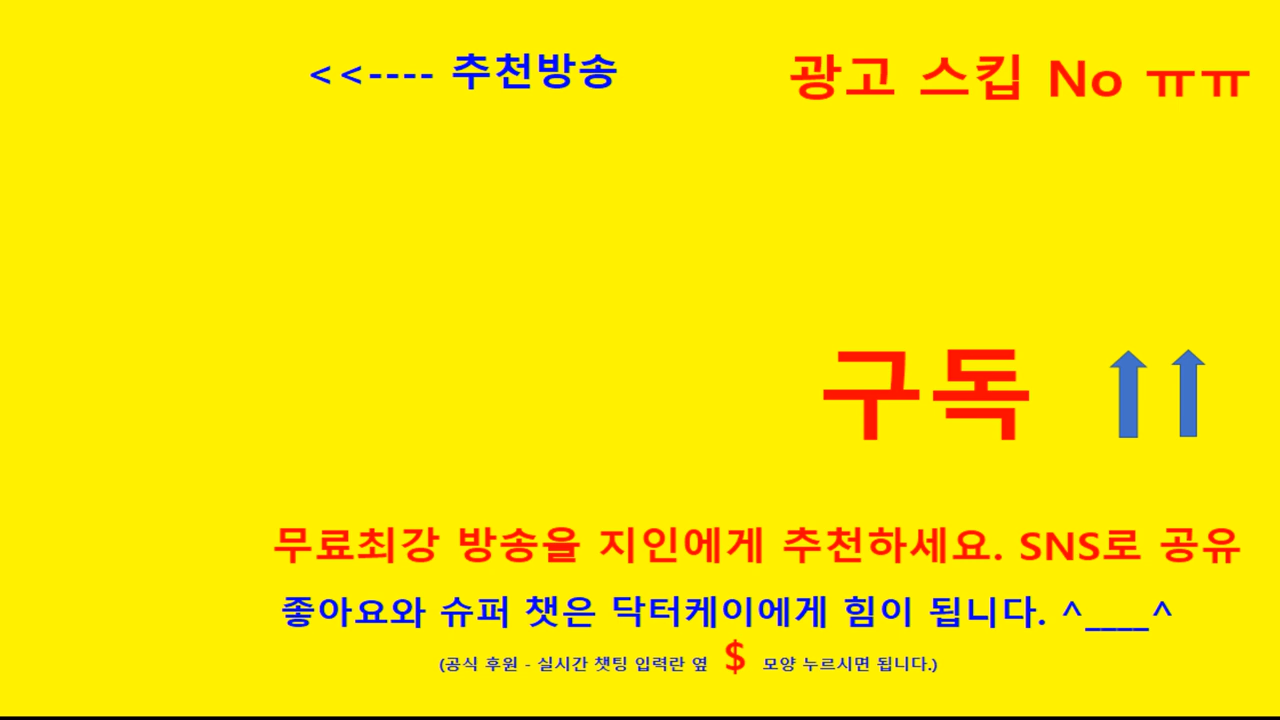 <<---- 추천방송
광고 스킵 No ㅠㅠ
구독
무료최강 방송을 지인에게 추천하세요. SNS로 공유
좋아요와 슈퍼 챗은 닥터케이에게 힘이 됩니다. ^____^
(공식 후원 - 실시간 챗팅 입력란 옆 $ 모양 누르시면 됩니다.)